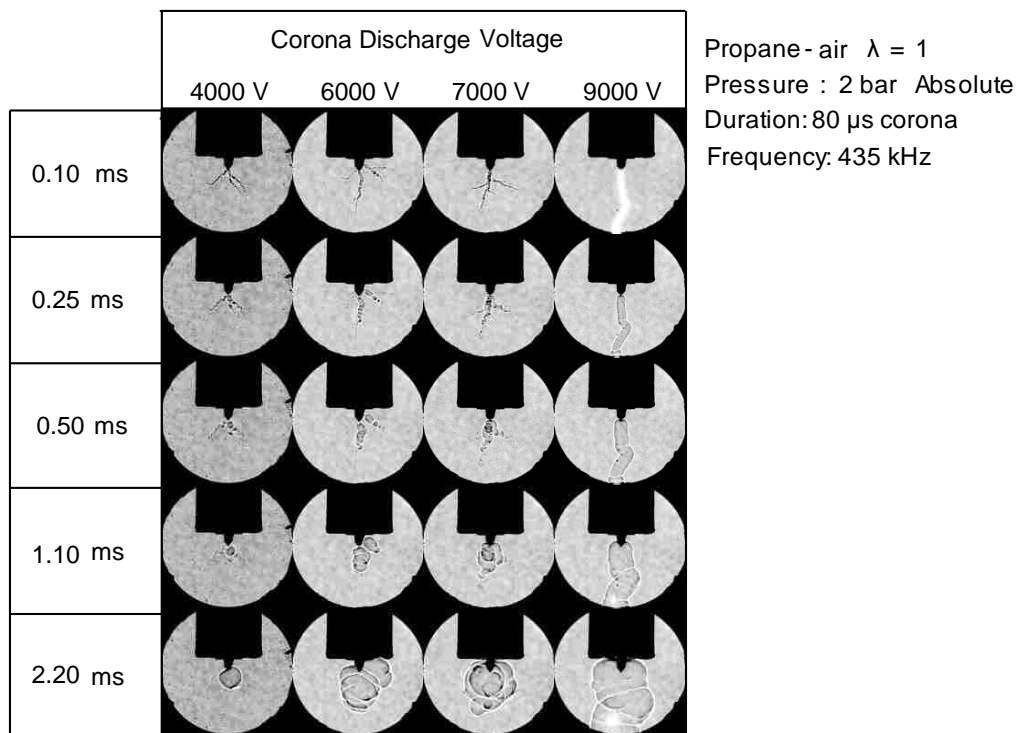 Corona Discharge Voltage
4000 V 6000 V 7000 V 9000 V
Propane - air λ = 1
Pressure : 2 bar Absolute
Duration: 80 µs corona
Frequency: 435 kHz
0.10 ms
0.25 ms
0.50 ms
1.10 ms
2.20 ms